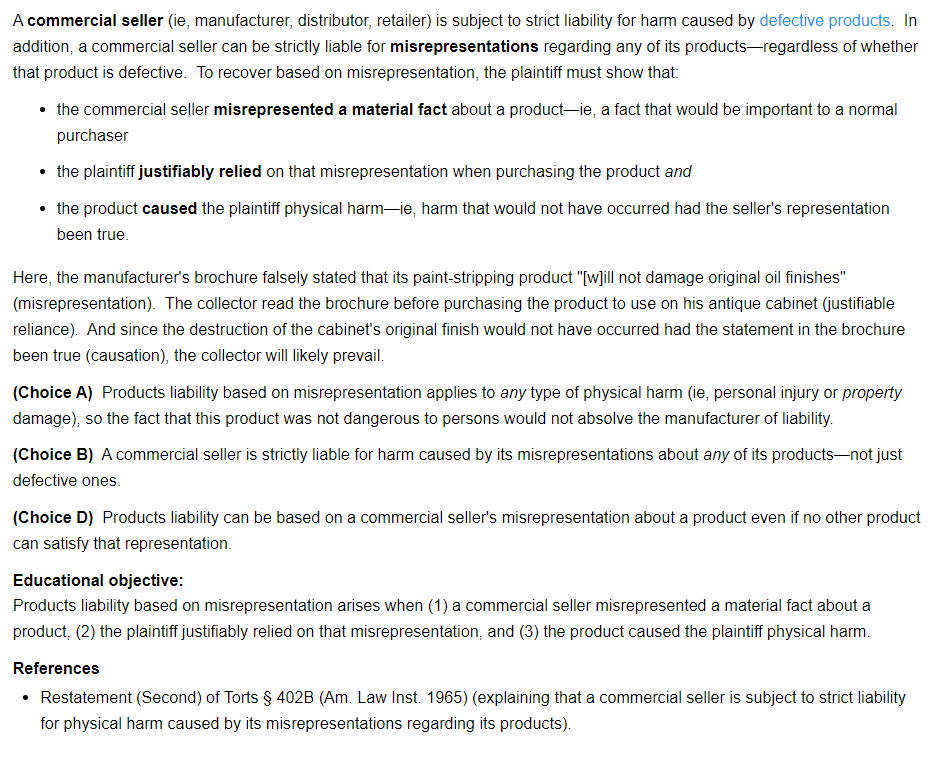 A commercial seller (ie, manufacturer, distributor, retailer) is subject to strict liability for harm caused by defective products.  In
addition, a commercial seller can be strictly liable for misrepresentations regarding any of its products—regardless of whether
that product is defective.  To recover based on misrepresentation, the plaintiff must show that:
• the commercial seller misrepresented a material fact about a product—ie, a fact that would be important to a normal
purchaser
• the plaintiff justifiably relied on that misrepresentation when purchasing the product and
• the product caused the plaintiff physical harm—ie, harm that would not have occurred had the seller's representation
been true.
Here, the manufacturer's brochure falsely stated that its paint-stripping product "[w]ill not damage original oil finishes"
(misrepresentation).  The collector read the brochure before purchasing the product to use on his antique cabinet (justifiable
reliance).  And since the destruction of the cabinet's original finish would not have occurred had the statement in the brochure
been true (causation), the collector will likely prevail.
(Choice A)  Products liability based on misrepresentation applies to any type of physical harm (ie, personal injury or property
damage), so the fact that this product was not dangerous to persons would not absolve the manufacturer of liability.
(Choice B)  A commercial seller is strictly liable for harm caused by its misrepresentations about any of its products—not just
defective ones.
(Choice D)  Products liability can be based on a commercial seller's misrepresentation about a product even if no other product
can satisfy that representation.
Educational objective:
Products liability based on misrepresentation arises when (1) a commercial seller misrepresented a material fact about a
product, (2) the plaintiff justifiably relied on that misrepresentation, and (3) the product caused the plaintiff physical harm.
References
• Restatement (Second) of Torts § 402B (Am. Law Inst. 1965) (explaining that a commercial seller is subject to strict liability
for physical harm caused by its misrepresentations regarding its products).